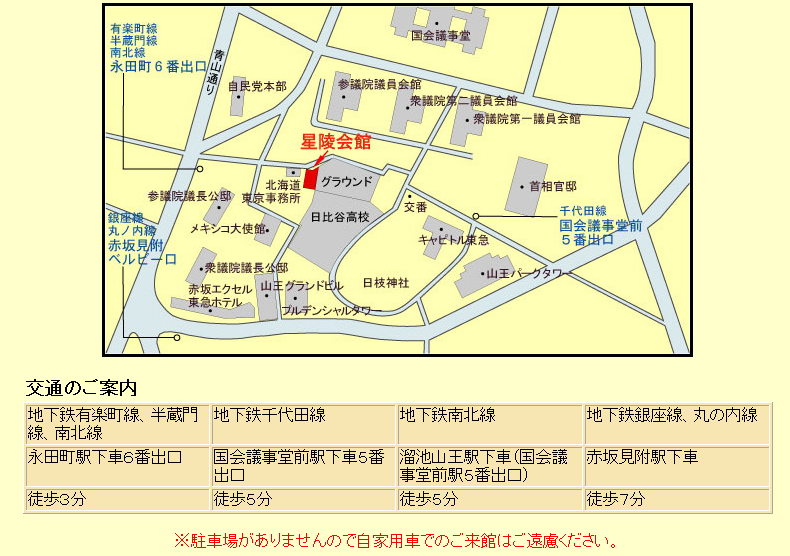 国会議事堂
有楽町線
半蔵門線
南北線
永田町6番出口
青山通り
自民党本部
参議院議員会館
衆議院第二議員会館
衆議院第一議員会館
星陵会館
北海道
東京事務所
グラウンド
首相官邸
参議院議長公邸
日比谷高校
交番
千代田線
国会議事堂前
5番出口
銀座線
丸ノ内線
赤坂見附
ベルビー口
メキシコ大使館
キャピトル東急
衆議院議長公邸
山王パークタワー
赤坂エクセル
東急ホテル
山王グランドビル
日枝神社
プルデンシャルタワー
交通のご案内
地下鉄有楽町線、半蔵門
線、南北線
地下鉄千代田線
地下鉄南北線
地下鉄銀座線、丸の内線
永田町駅下車6番出口
国会議事堂前駅下車5番
出口
溜池山王駅下車(国会議
事堂前駅5番出口)
赤坂見附駅下車
徒歩3分
徒歩5分
徒歩5分
徒歩7分
※駐車場がありませんので自家用車でのご来館はご遠慮ください。